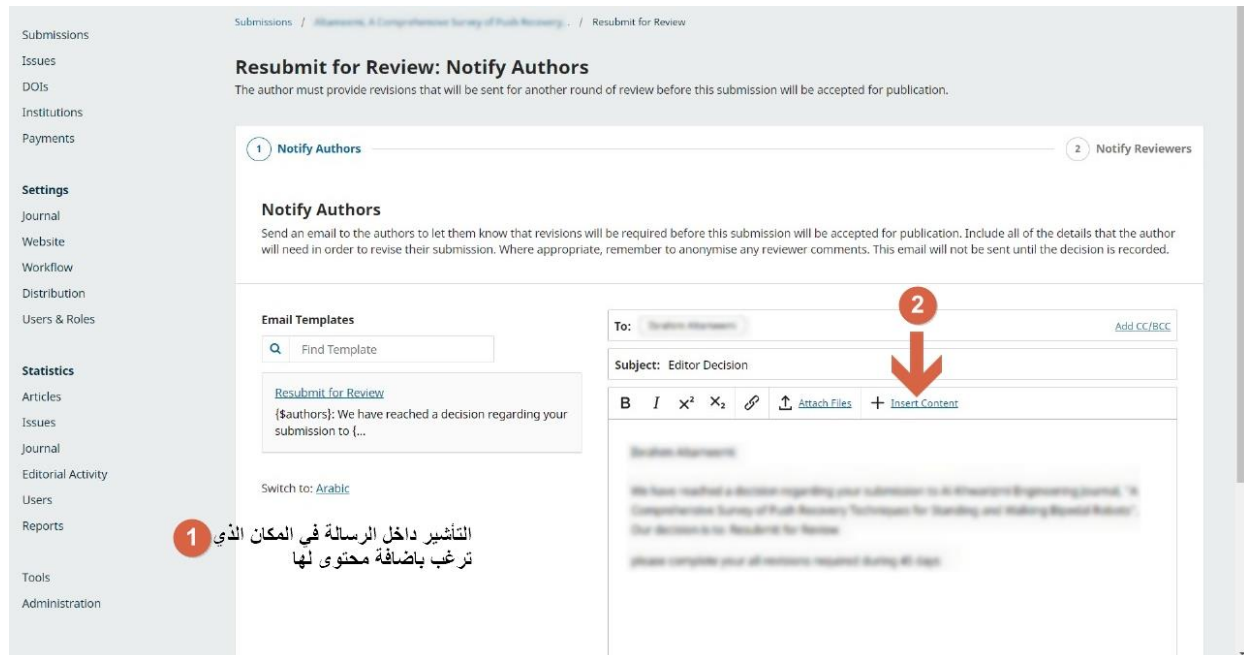 Submissions
Issues
DOIs
Institutions
Payments
Settings
Journal
Website
Workflow
Distribution
Users & Roles
Statistics
Articles
Issues
Journal
Editorial Activity
Users
Reports
Tools
Administration
Submissions / / Resubmit for Review
Resubmit for Review: Notify Authors
The author must provide revisions that will be sent for another round of review before this submission will be accepted for publication.
1 Notify Authors
2 Notify Reviewers
Notify Authors
Send an email to the authors to let them know that revisions will be required before this submission will be accepted for publication. Include all of the details that the author
will need in order to revise their submission. Where appropriate, remember to anonymise any reviewer comments. This email will not be sent until the decision is recorded.
Email Templates
Find Template
Resubmit for Review
{$authors}: We have reached a decision regarding your
submission to {...
Switch to: Arabic
1 التأشير داخل الرسالة في المكان الذي
ترغب باضافة محتوى لها
2
To:
Add CC/BCC
Subject: Editor Decision
B I X² X₂ Attach Files + Insert Content